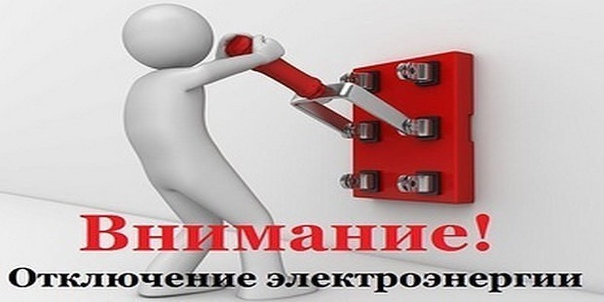 Внимание!
Отключение электроэнергии